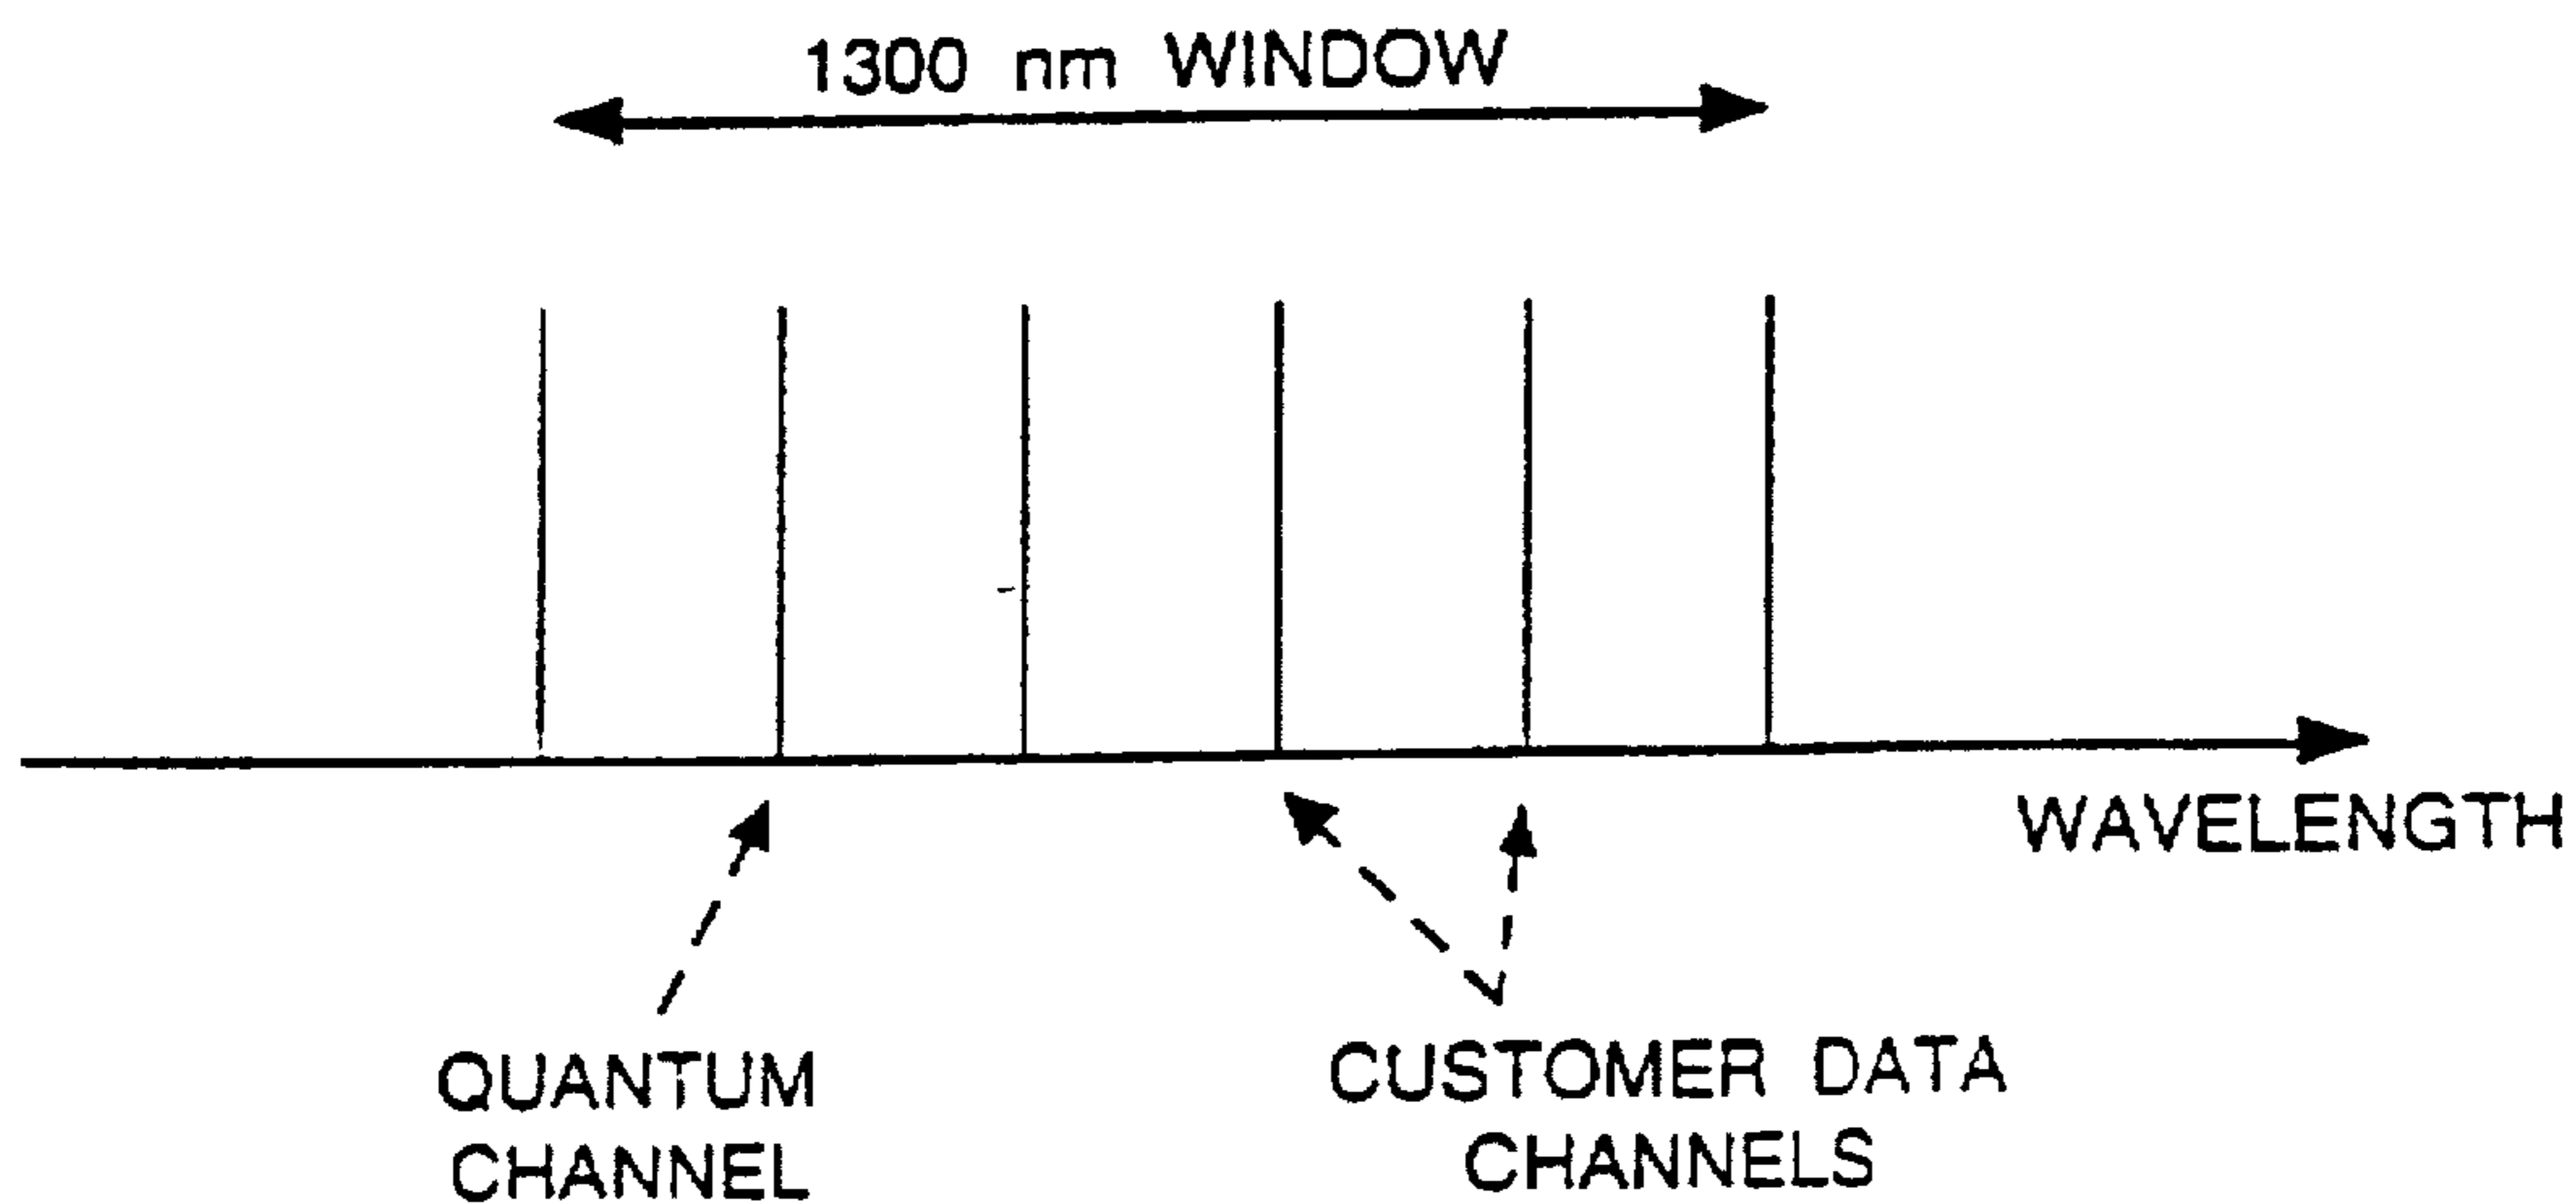 1300 nm WINDOW
WAVELENGTH
QUANTUM
CHANNEL
CUSTOMER DATA
CHANNELS